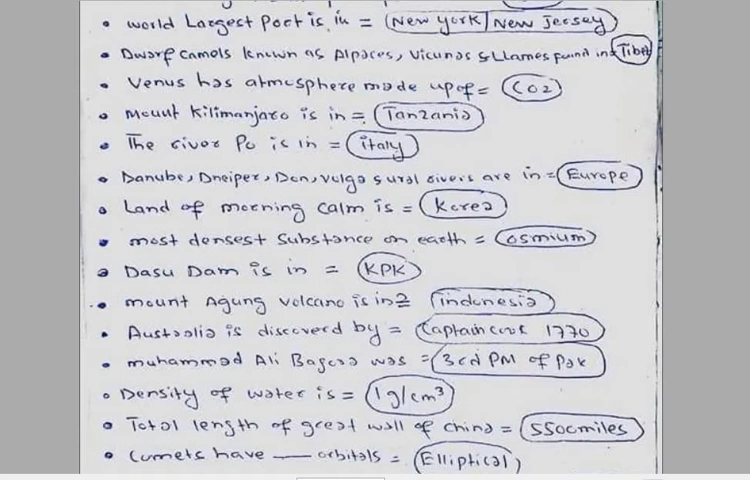 • world Largest Port is in = (New York/New Jersey)
• Dwarf camels known as Alpaces, Vicunas & Llames found in = Tibet
• Venus has atmosphere made up of = CO2
• Mount Kilimanjaro is in = Tanzania
• The river Po is in = italy
• Danube, Dneiper, Don, Volga & ural rivers are in = Europe
• Land of morning calm is = Korea
• most densest substance on earth = osmium
• Dasu Dam is in = KPK
• mount Agung volcano is in = indonesia
• Australia is discoverd by = Captain cook 1770
• muhammad Ali Bagora was = 3rd PM of Pak
• Density of water is = 1g/cm³
• Total length of great wall of china = 5500miles
• Comets have — orbitals = Elliptical